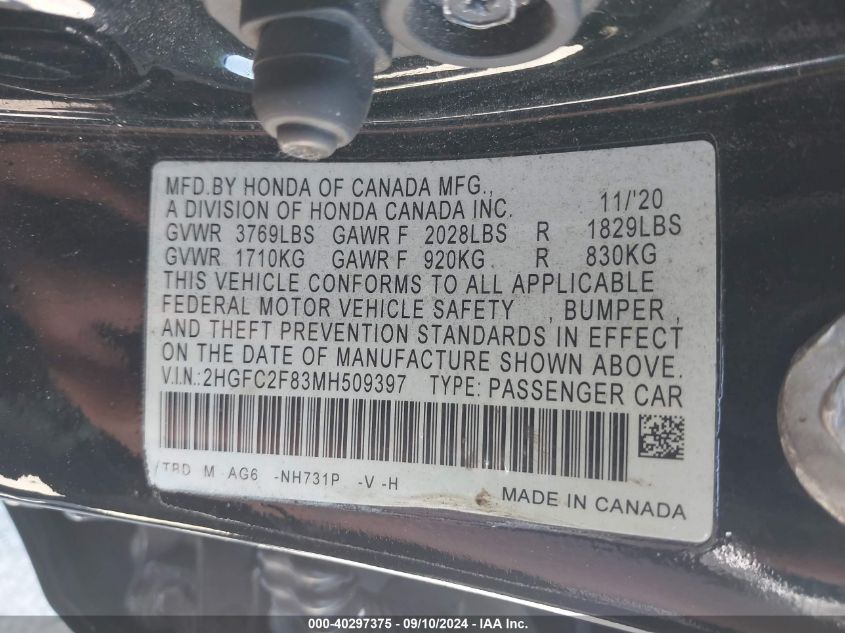 MFD.BY HONDA OF CANADA MFG., 11/'20
A DIVISION OF HONDA CANADA INC.
GVWR 3769LBS GAWR F 2028LBS R 1829LBS
GVWR 1710KG GAWR F 920KG R 830KG
THIS VEHICLE CONFORMS TO ALL APPLICABLE
FEDERAL MOTOR VEHICLE SAFETY , BUMPER ,
AND THEFT PREVENTION STANDARDS IN EFFECT
ON THE DATE OF MANUFACTURE SHOWN ABOVE.
V.I.N.:2HGFC2F83MH509397 TYPE: PASSENGER CAR
TBD M AG6 -NH731P -V -H
MADE IN CANADA
000-40297375 - 09/10/2024 - IAA Inc.